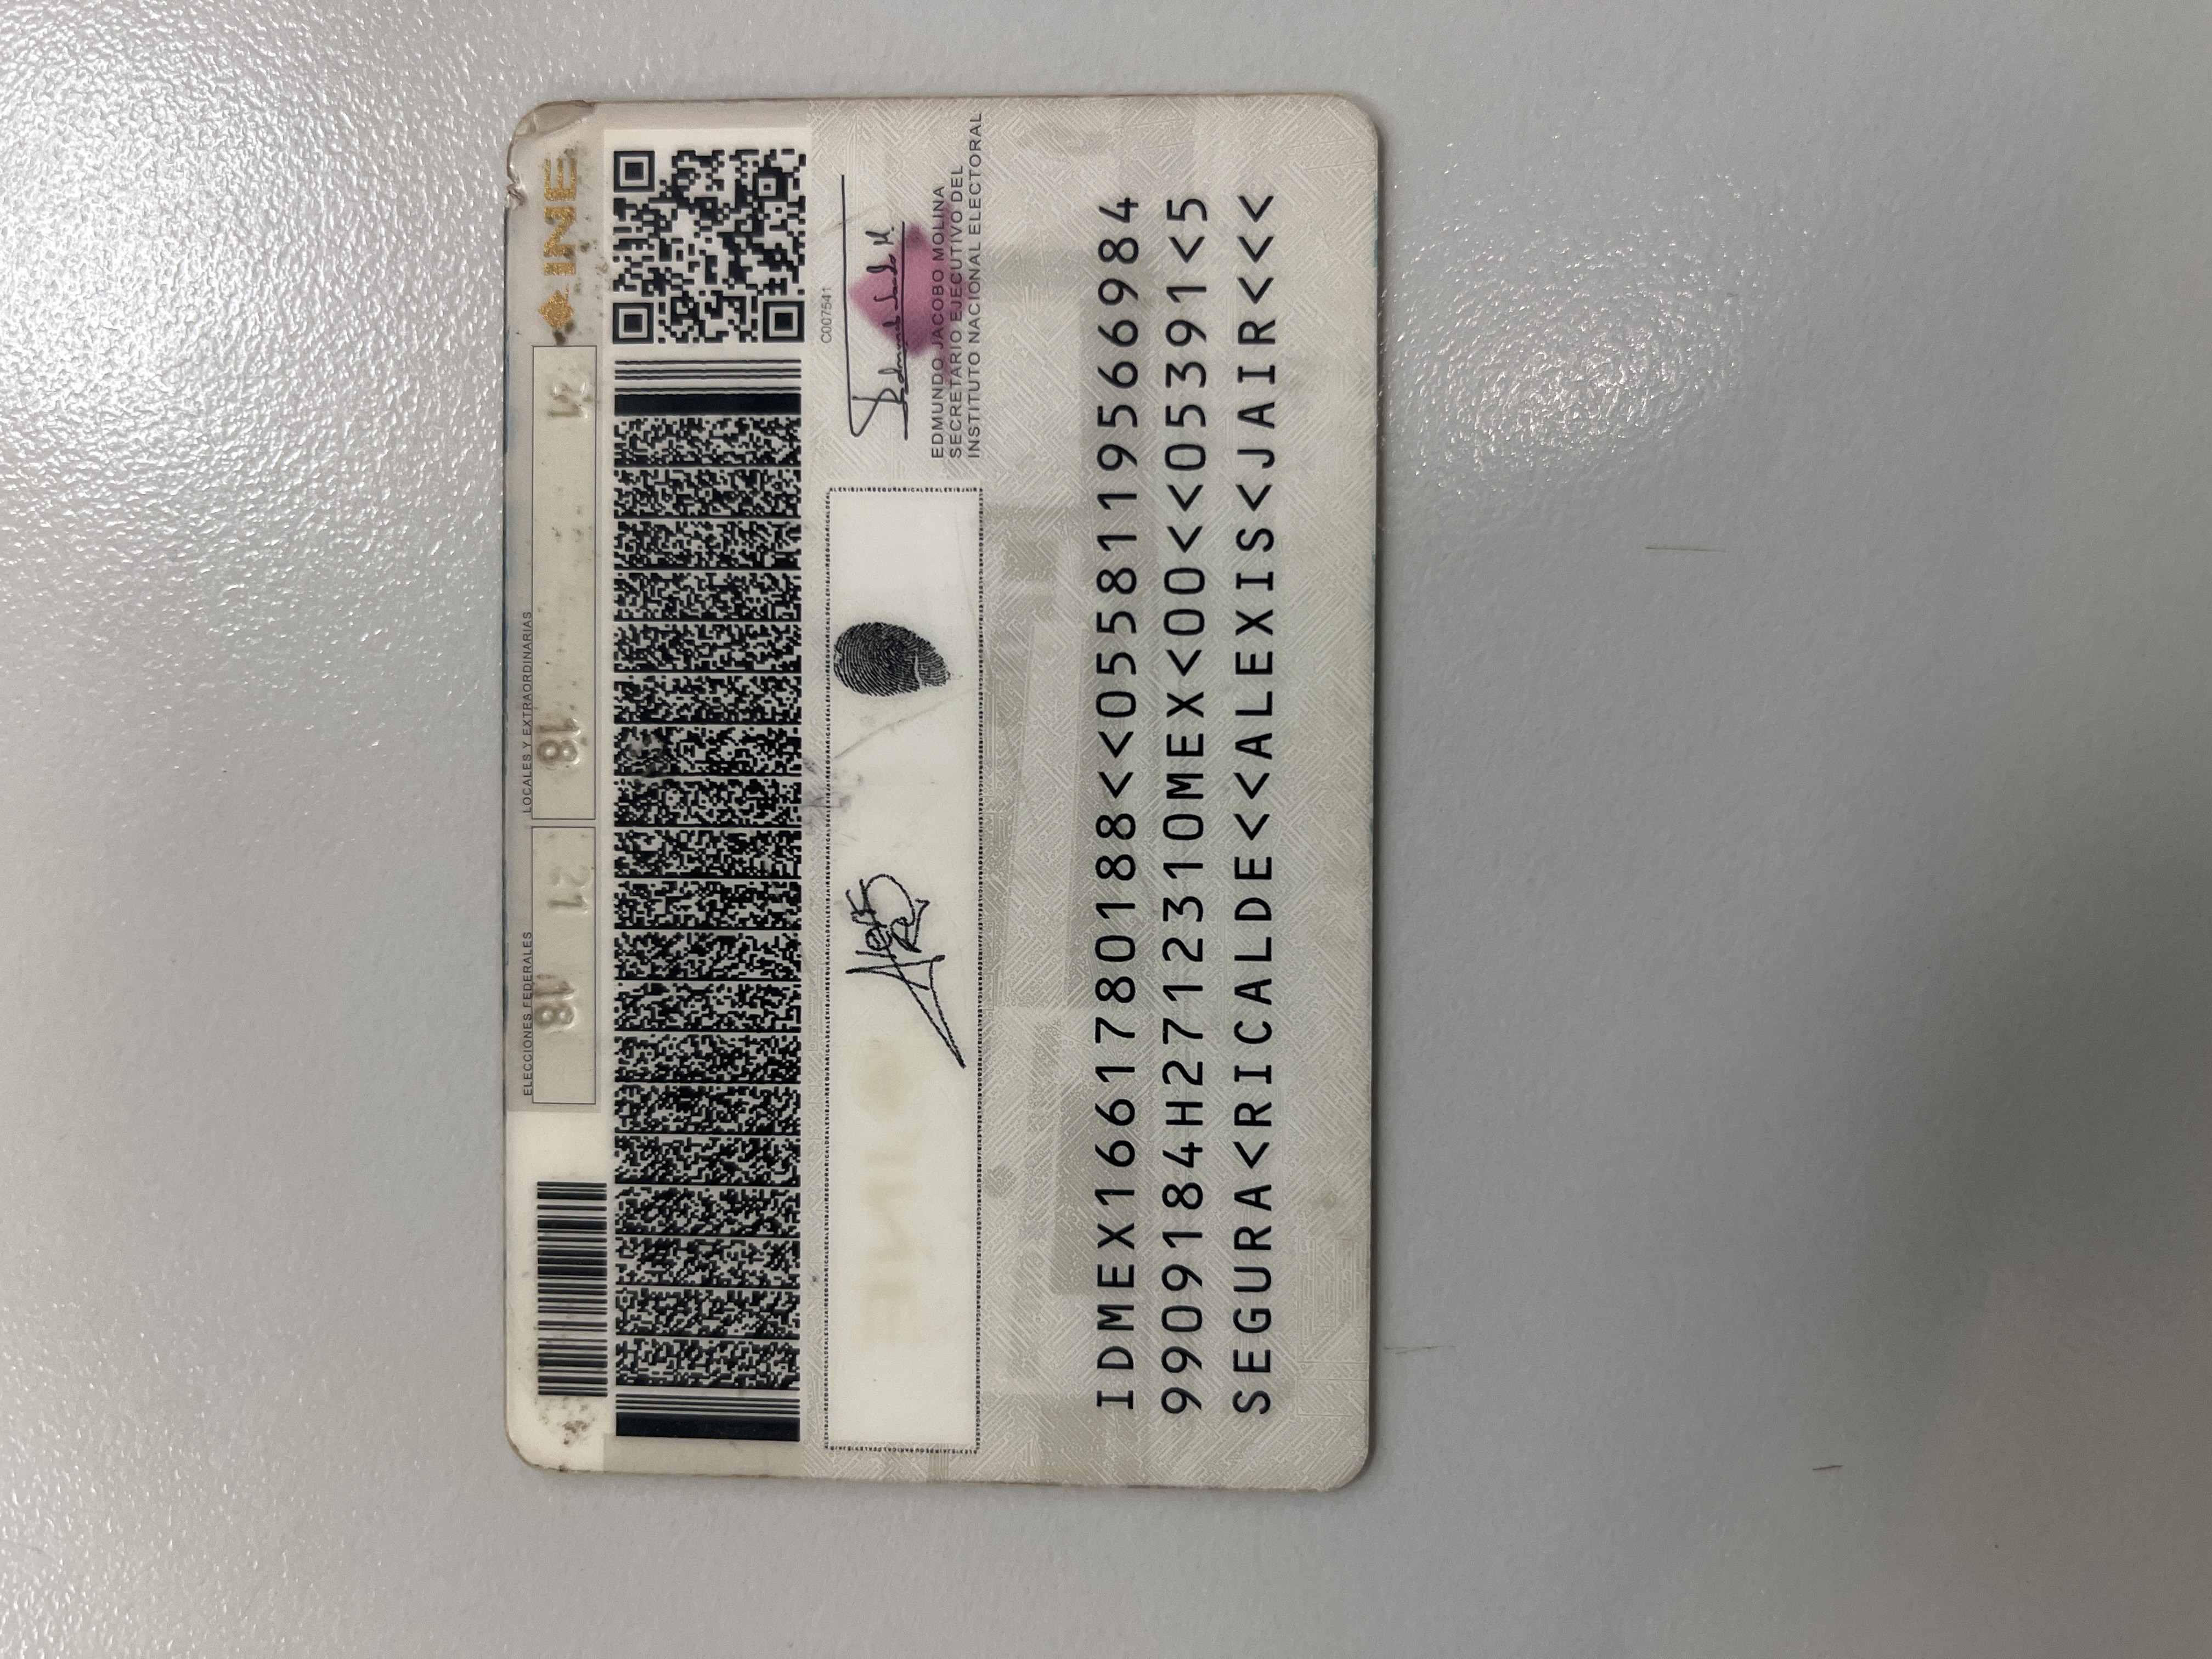 ELECCIONES FEDERALES
LOCALES Y EXTRAORDINARIAS
18 21
18 21
INE
C007541
EDMUNDO JACOBO MOLINA
SECRETARIO EJECUTIVO DEL
INSTITUTO NACIONAL ELECTORAL
INE
IDMEX1661780188<<0558119566984
9909184H2712310MEX<00<<05391<5
SEGURA<RICALDE<<ALEXIS<JAIR<<<